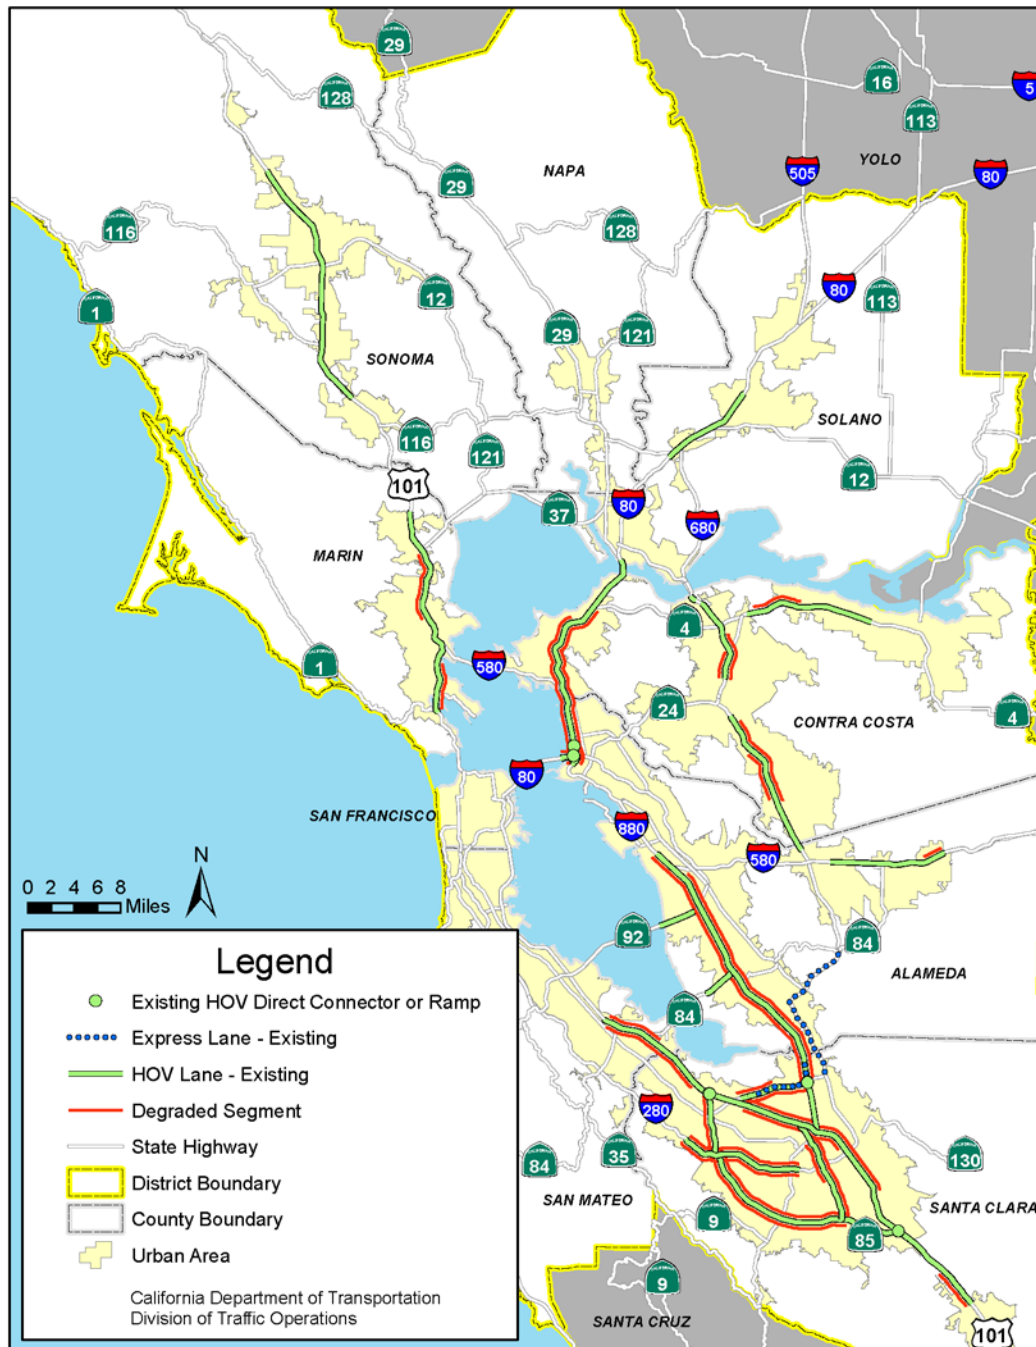 29
CALIFORNIA
128
16
5
113
YOLO
NAPA
505
80
29
116
128
12
80
113
1
29
121
SONOMA
SOLANO
116
121
12
101
37
80
680
MARIN
4
580
1
24
CONTRA COSTA
4
80
SAN FRANCISCO
880
580
N
0 2 4 6 8
Miles
92
84
ALAMEDA
84
280
84
35
130
SAN MATEO
SANTA CLARA
9
85
9
SANTA CRUZ
101
Legend
Existing HOV Direct Connector or Ramp
Express Lane - Existing
HOV Lane - Existing
Degraded Segment
State Highway
District Boundary
County Boundary
Urban Area
California Department of Transportation
Division of Traffic Operations